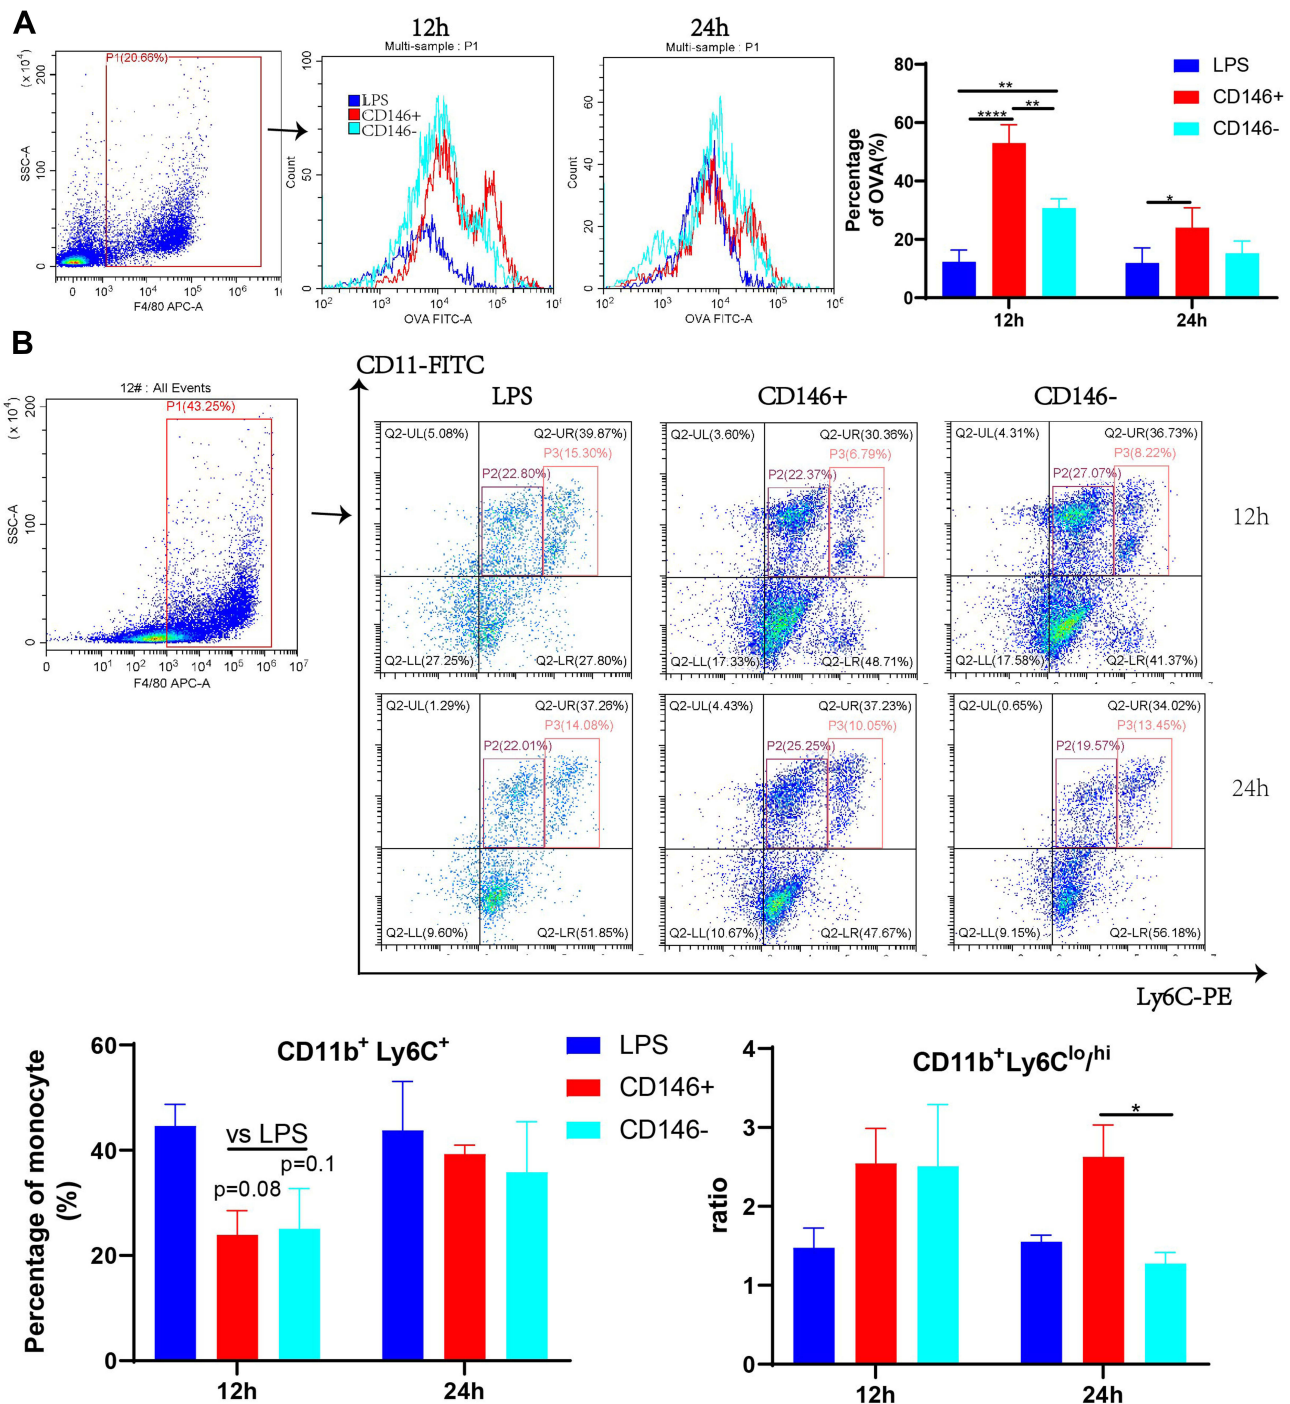 A
12h
24h
Multi-sample : P1
Multi-sample : P1
P1(20.66%)
(x 10⁴)
200
100
0
SSC-A
0 10³ 10⁴ 10⁵ 10⁶
F4/80 APC-A
LPS
CD146+
CD146-
100
50
0
Count
10² 10³ 10⁴ 10⁵
OVA FITC-A
60
40
20
0
Count
10² 10³ 10⁴ 10⁵ 10⁶
OVA FITC-A
LPS
CD146+
CD146-
80
60
40
20
0
Percentage
of OVA(%)
**
**** **
*
12h 24h
B
12# : All Events
P1(43.25%)
(x 10⁴)
200
100
0
SSC-A
0 10¹ 10² 10³ 10⁴ 10⁵ 10⁶ 10⁷
F4/80 APC-A
CD11-FITC
LPS CD146+ CD146-
Q2-UL(5.08%) Q2-UR(39.87%)
P3(15.30%)
P2(22.80%)
Q2-LL(27.25%) Q2-LR(27.80%)
Q2-UL(3.60%) Q2-UR(30.36%)
P3(6.79%)
P2(22.37%)
Q2-LL(17.33%) Q2-LR(48.71%)
Q2-UL(4.31%) Q2-UR(36.73%)
P3(8.22%)
P2(27.07%)
Q2-LL(17.58%) Q2-LR(41.37%)
12h
Q2-UL(1.29%) Q2-UR(37.26%)
P3(14.08%)
P2(22.01%)
Q2-LL(9.60%) Q2-LR(51.85%)
Q2-UL(4.43%) Q2-UR(37.23%)
P3(10.05%)
P2(25.25%)
Q2-LL(10.67%) Q2-LR(47.67%)
Q2-UL(0.65%) Q2-UR(34.02%)
P3(13.45%)
P2(19.57%)
Q2-LL(9.15%) Q2-LR(56.18%)
24h
Ly6C-PE
CD11b⁺ Ly6C⁺
LPS
CD146+
CD146-
60
40
20
0
Percentage of monocyte
(%)
vs LPS
p=0.1
p=0.08
12h 24h
CD11b⁺Ly6Cˡᵒ/ʰⁱ
4
3
2
1
0
ratio
*
12h 24h